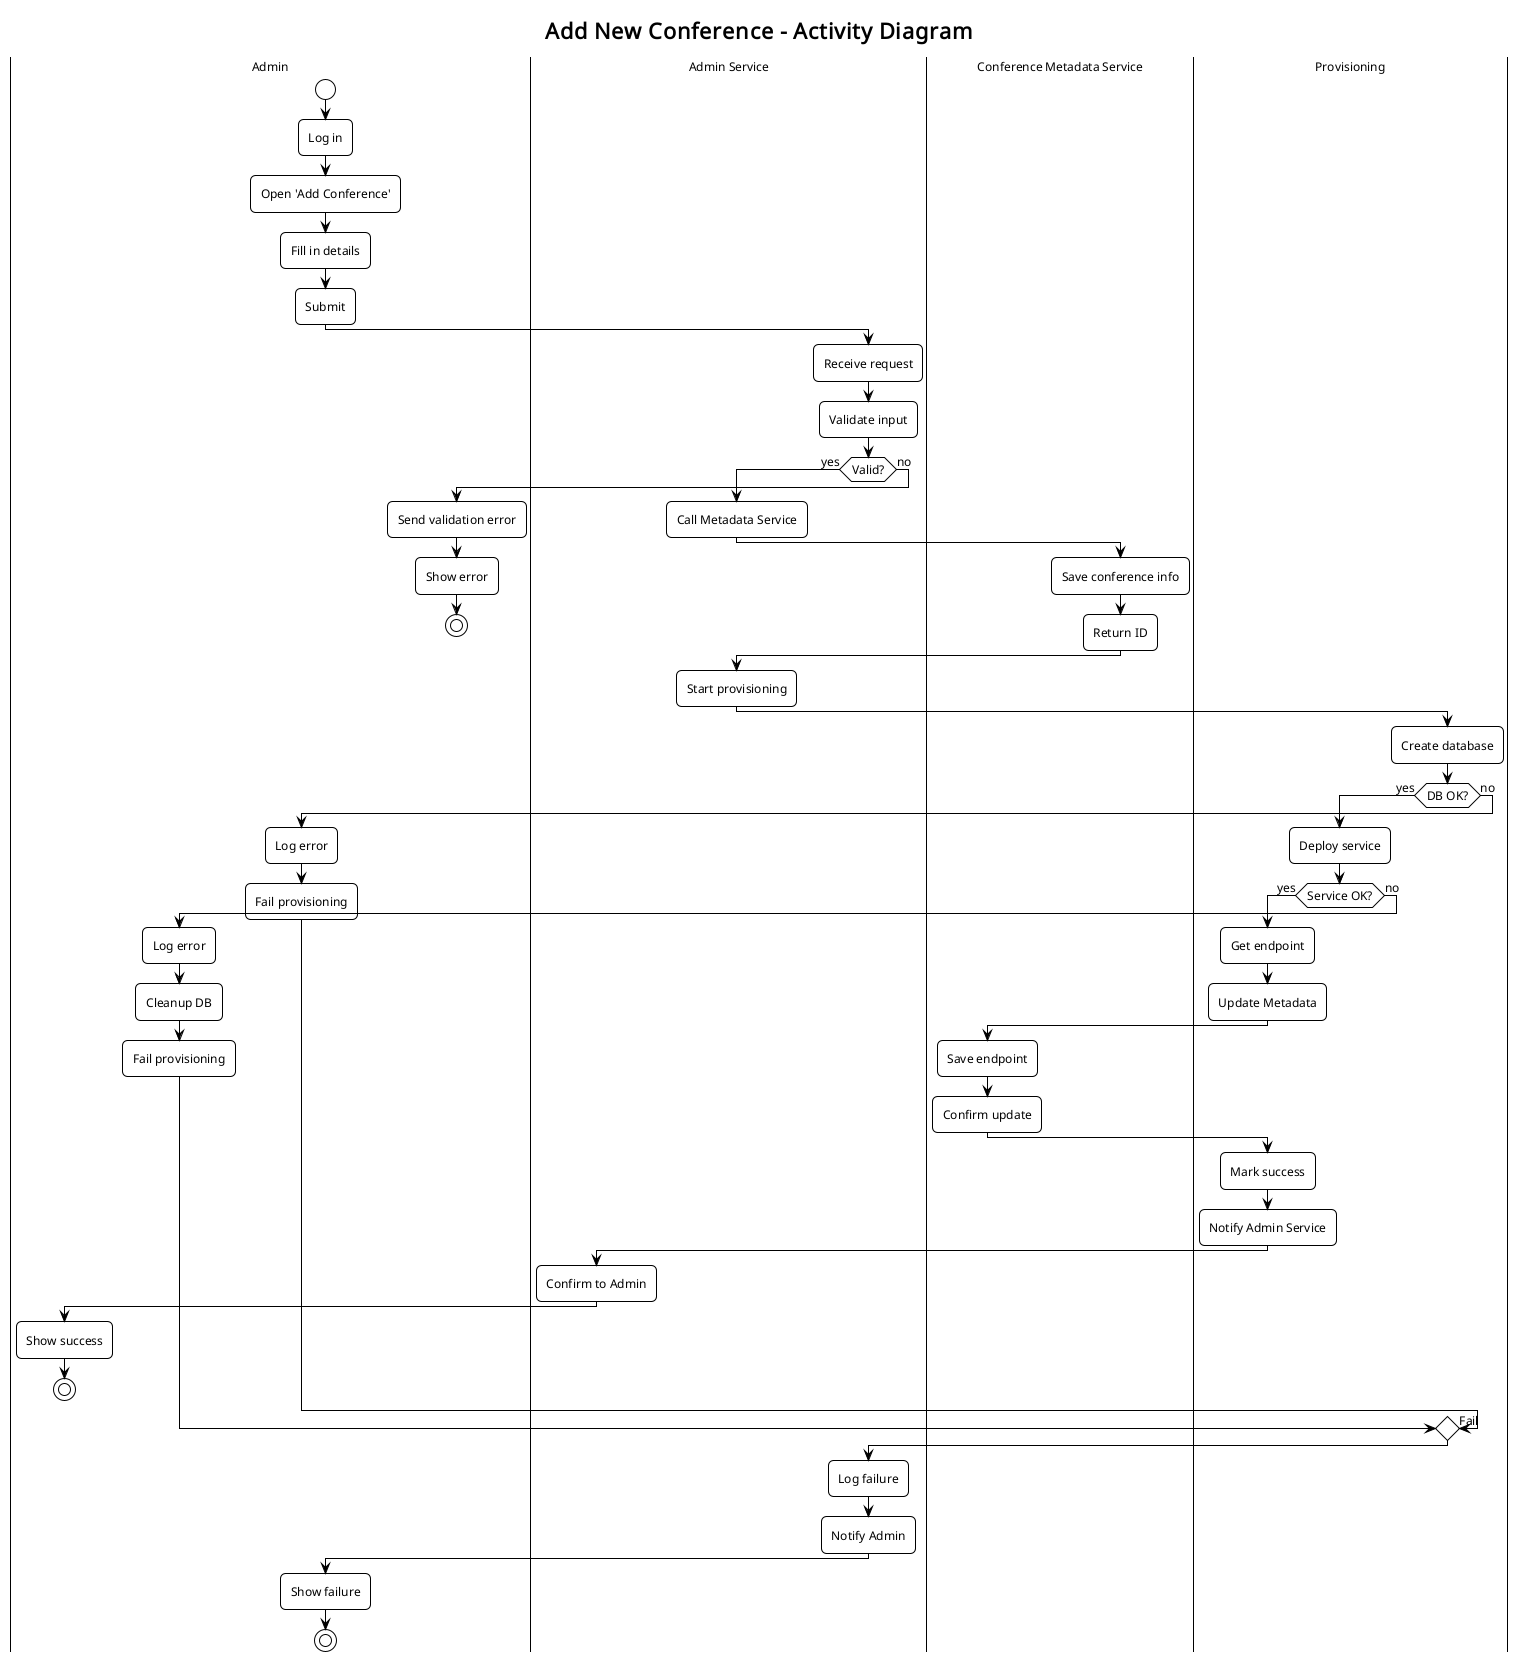 Add New Conference - Activity Diagram
Admin
Admin Service
Conference Metadata Service
Provisioning
Log in
Open 'Add Conference'
Fill in details
Submit
Receive request
Validate input
yes
Valid?
no
Send validation error
Call Metadata Service
Show error
Save conference info
Return ID
Start provisioning
Create database
yes
DB OK?
no
Log error
Deploy service
Fail provisioning
yes
Service OK?
no
Log error
Get endpoint
Cleanup DB
Update Metadata
Fail provisioning
Save endpoint
Confirm update
Mark success
Notify Admin Service
Confirm to Admin
Show success
Fail
Log failure
Notify Admin
Show failure